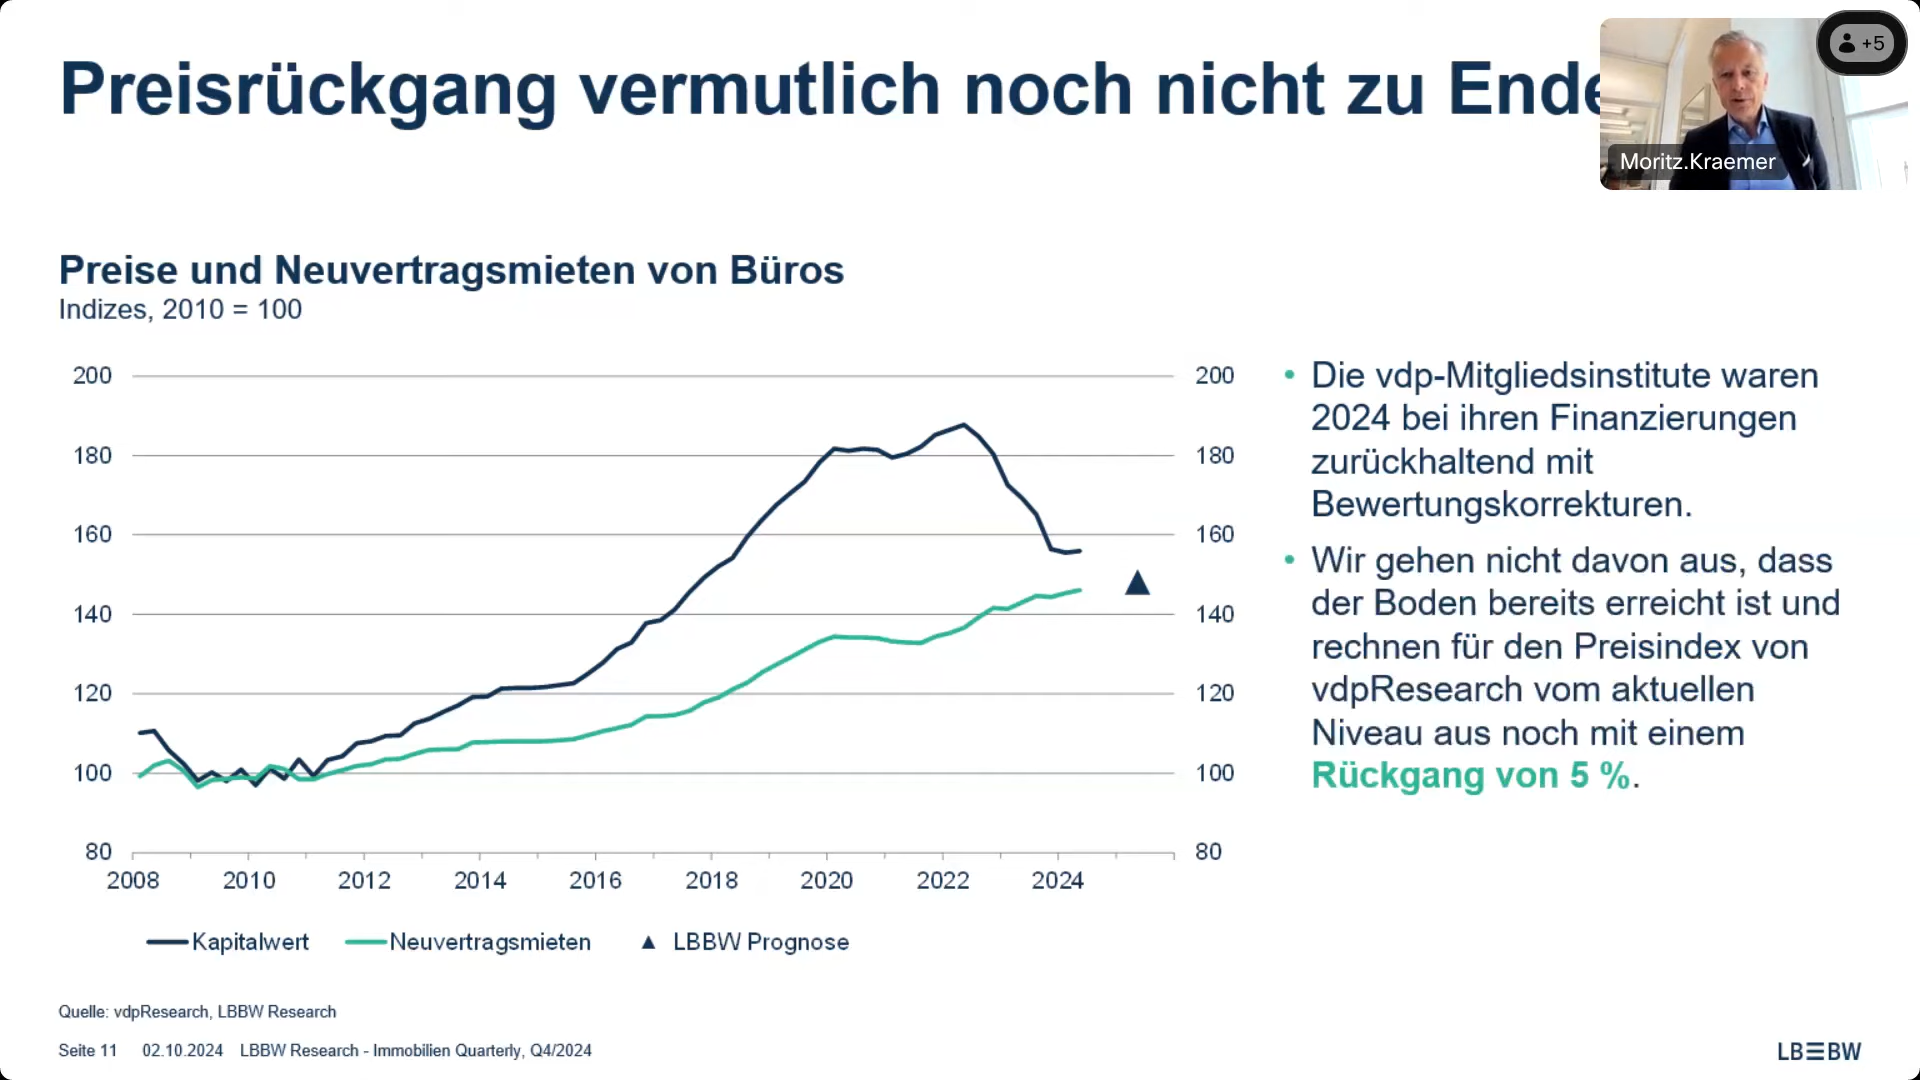 Preisrückgang vermutlich noch nicht zu Ende
+5
Moritz.Kraemer
Preise und Neuvertragsmieten von Büros
Indizes, 2010 = 100
200
180
160
140
120
100
80
200
180
160
140
120
100
80
2008 2010 2012 2014 2016 2018 2020 2022 2024
Kapitalwert Neuvertragsmieten LBBW Prognose
• Die vdp-Mitgliedsinstitute waren
2024 bei ihren Finanzierungen
zurückhaltend mit
Bewertungskorrekturen.
• Wir gehen nicht davon aus, dass
der Boden bereits erreicht ist und
rechnen für den Preisindex von
vdpResearch vom aktuellen
Niveau aus noch mit einem
Rückgang von 5 %.
Quelle: vdpResearch, LBBW Research
Seite 11 02.10.2024 LBBW Research - Immobilien Quarterly, Q4/2024
LBBW